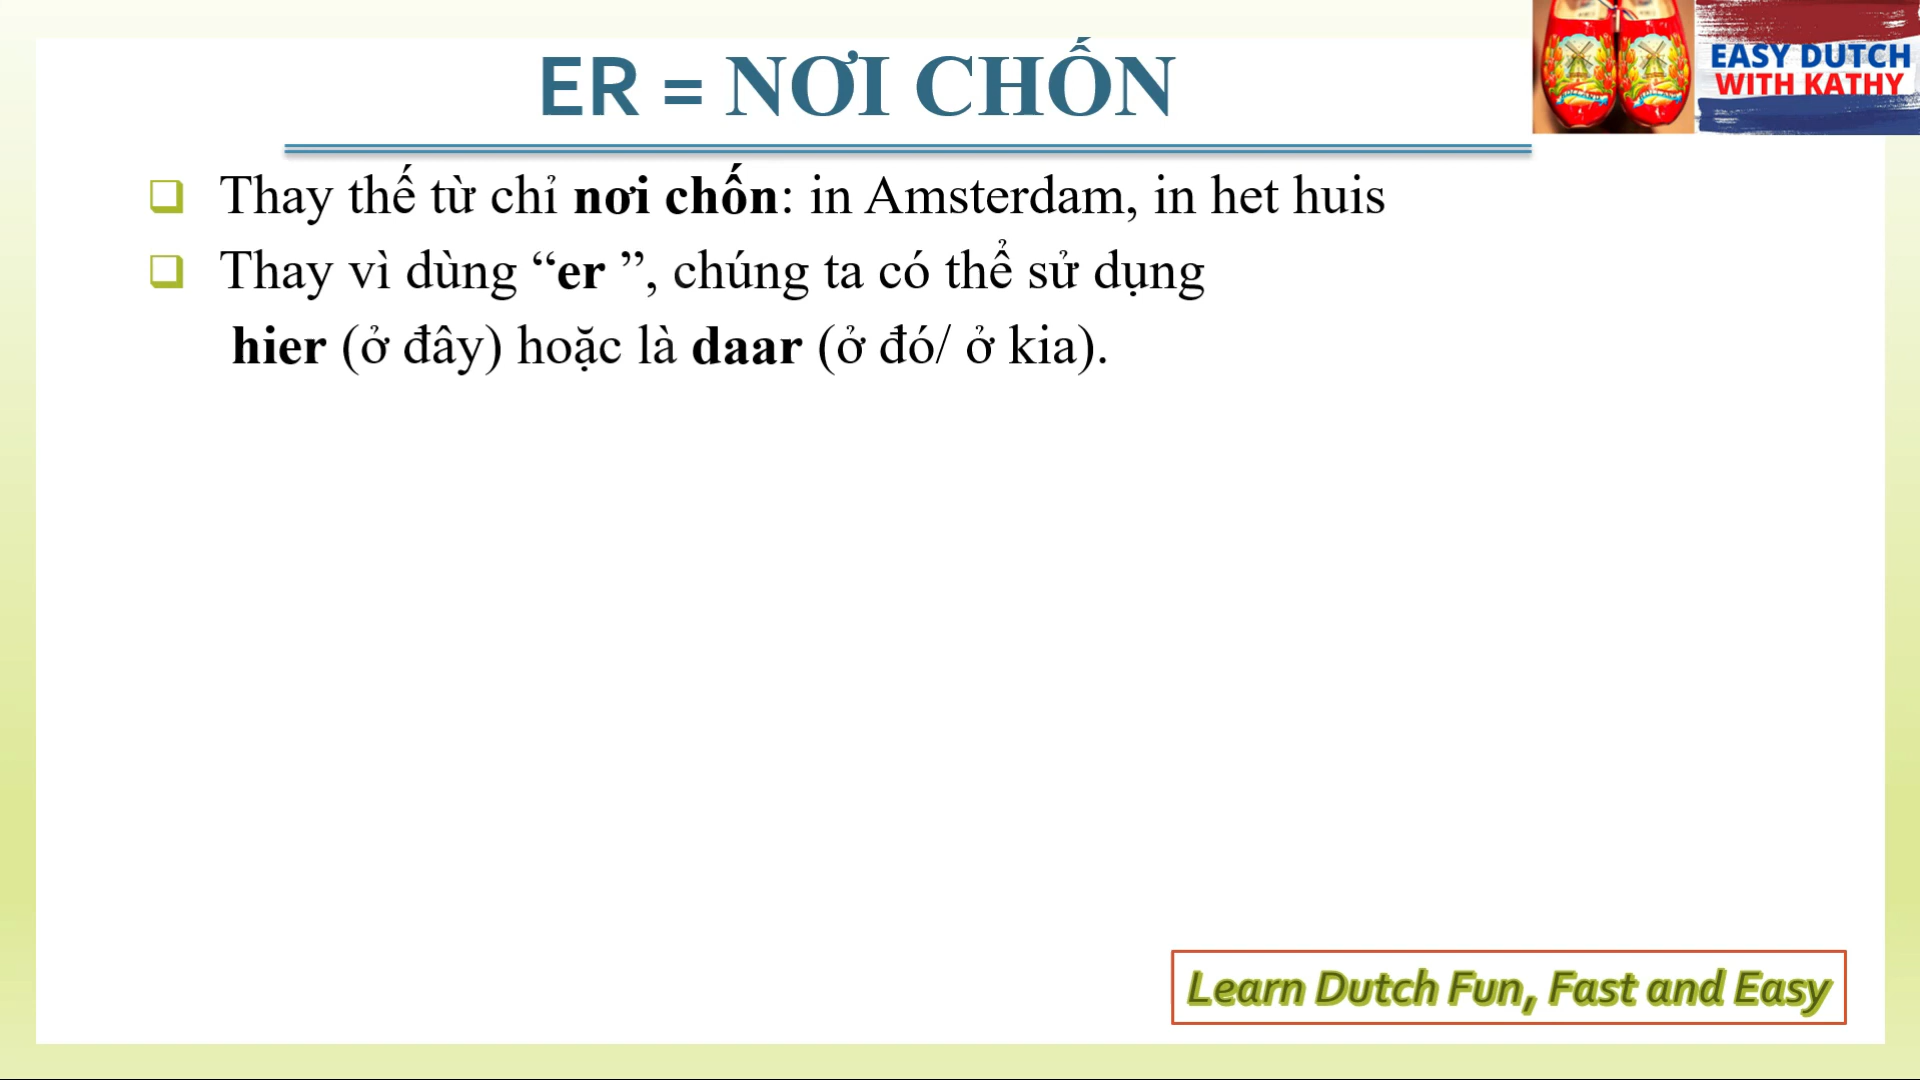 ER = NƠI CHỐN
EASY DUTCH
WITH KATHY
Thay thế từ chỉ nơi chốn: in Amsterdam, in het huis
Thay vì dùng “er ”, chúng ta có thể sử dụng
hier (ở đây) hoặc là daar (ở đó/ ở kia).
Learn Dutch Fun, Fast and Easy